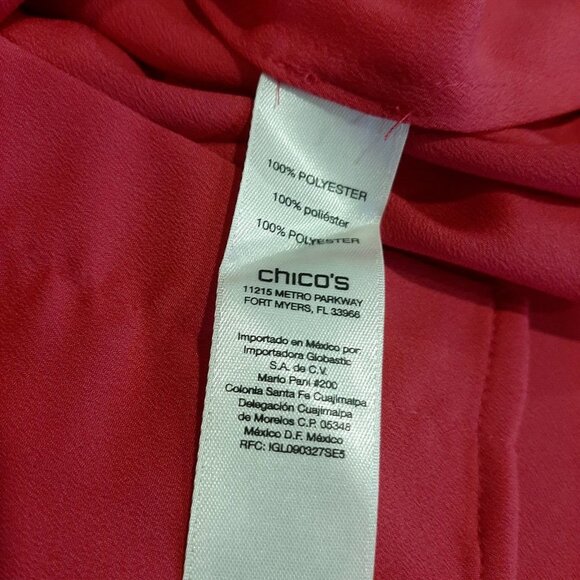 100% POLYESTER
100% poliéster
100% POLYESTER
chico's
11215 METRO PARKWAY
FORT MYERS, FL 33966
Importado en México por:
Importadora Globastic
S.A. de C.V.
Mario Pani #200
Colonia Santa Fe Cuajimalpa
Delegación Cuajimalpa
de Morelos C.P. 05348
México D.F. México
RFC: IGL090327SE5